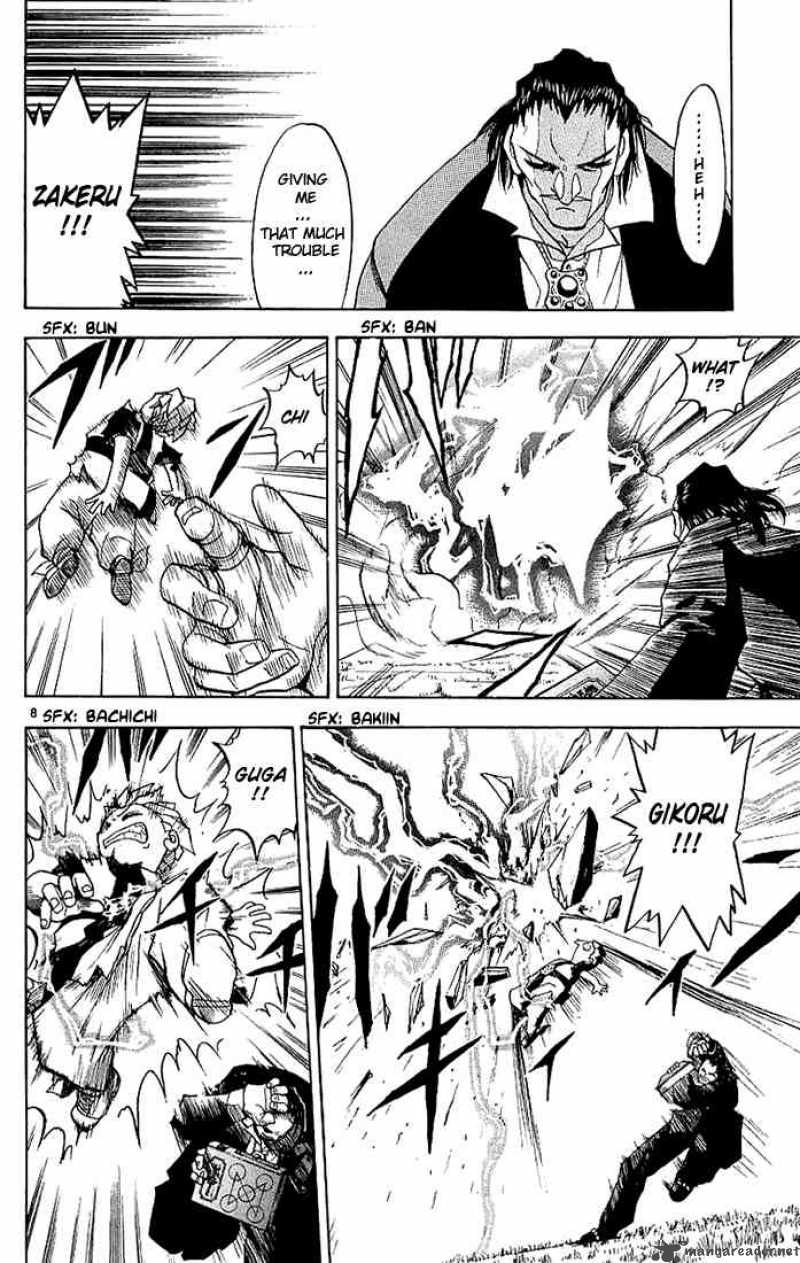 ........HEH........
GIVING
ME
...
THAT MUCH
TROUBLE
...
ZAKERU
!!!
SFX: BAN
WHAT
!?
SFX: BUN
CHI
8
SFX: BAKIIN
GIKORU
!!!
SFX: BACHICHI
GUGA
!!
mangareader.net